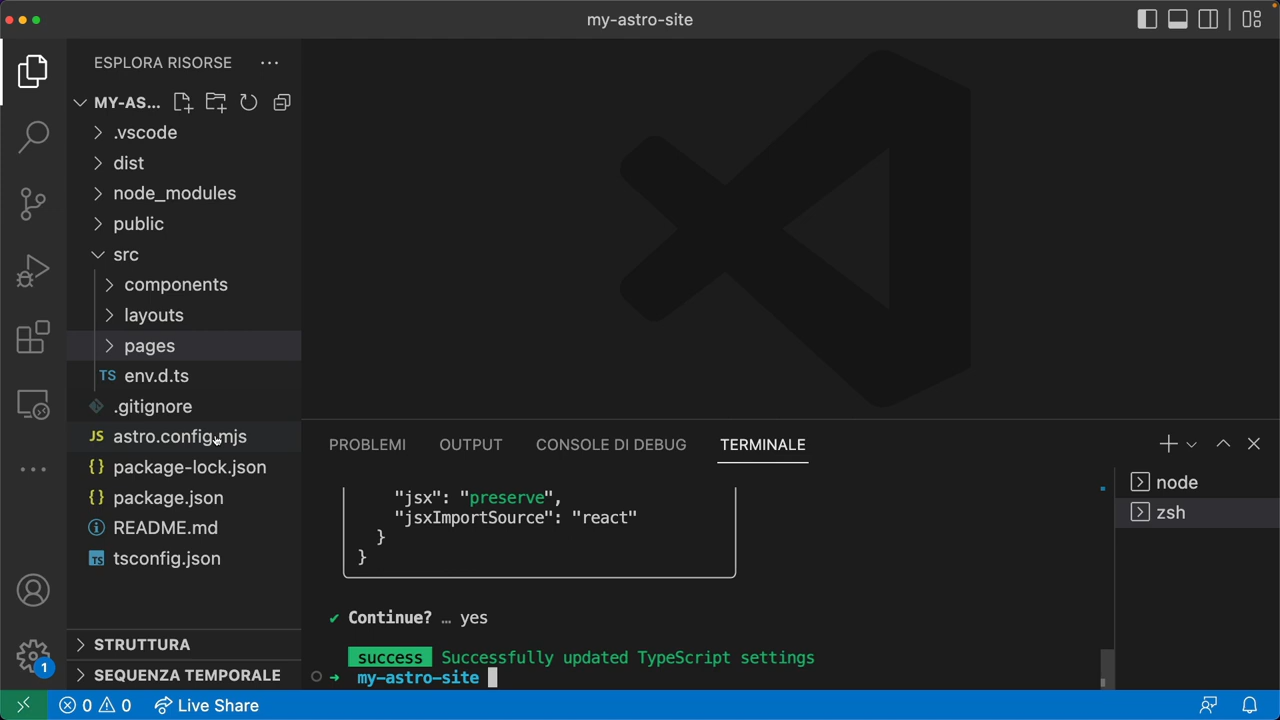 my-astro-site
ESPLORA RISORSE
MY-AS...
.vscode
dist
node_modules
public
src
components
layouts
pages
TS env.d.ts
.gitignore
JS astro.config.mjs
{} package-lock.json
{} package.json
README.md
TS tsconfig.json
STRUTTURA
SEQUENZA TEMPORALE
1
PROBLEMI OUTPUT CONSOLE DI DEBUG TERMINALE
"jsx": "preserve",
"jsxImportSource": "react"
}
}
✔ Continue? … yes
success Successfully updated TypeScript settings
→ my-astro-site
node
zsh
0 0 Live Share